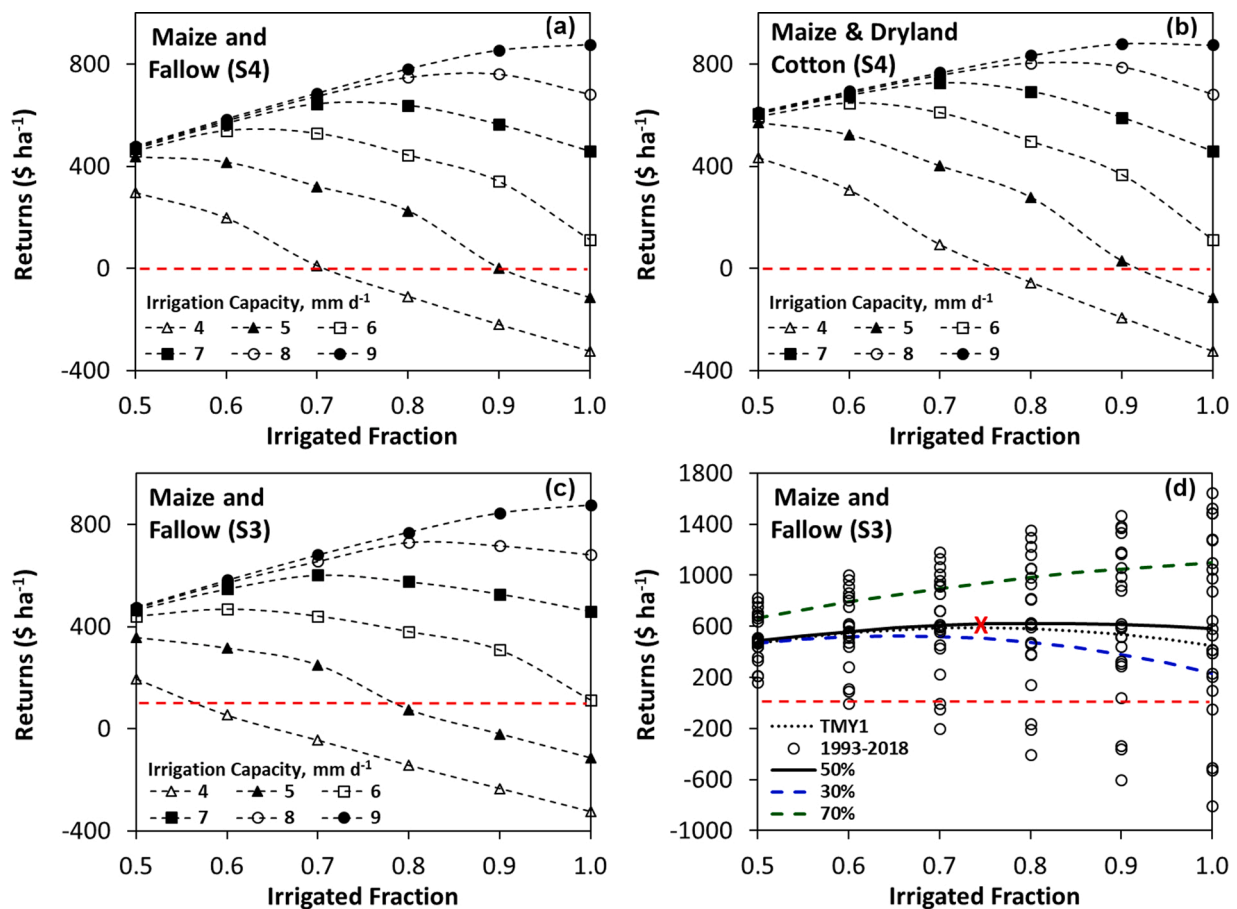 (a)
Maize and
Fallow (S4)
800
400
0
-400
Returns ($ ha⁻¹)
Irrigation Capacity, mm d⁻¹
4 5 6
7 8 9
0.5 0.6 0.7 0.8 0.9 1.0
Irrigated Fraction
(b)
Maize & Dryland
Cotton (S4)
800
400
0
-400
Returns ($ ha⁻¹)
Irrigation Capacity, mm d⁻¹
4 5 6
7 8 9
0.5 0.6 0.7 0.8 0.9 1.0
Irrigated Fraction
(c)
Maize and
Fallow (S3)
800
400
0
-400
Returns ($ ha⁻¹)
Irrigation Capacity, mm d⁻¹
4 5 6
7 8 9
0.5 0.6 0.7 0.8 0.9 1.0
Irrigated Fraction
(d)
Maize and
Fallow (S3)
1800
1400
1000
600
200
-200
-600
-1000
Returns ($ ha⁻¹)
X
TMY1
1993-2018
50%
30%
70%
0.5 0.6 0.7 0.8 0.9 1.0
Irrigated Fraction